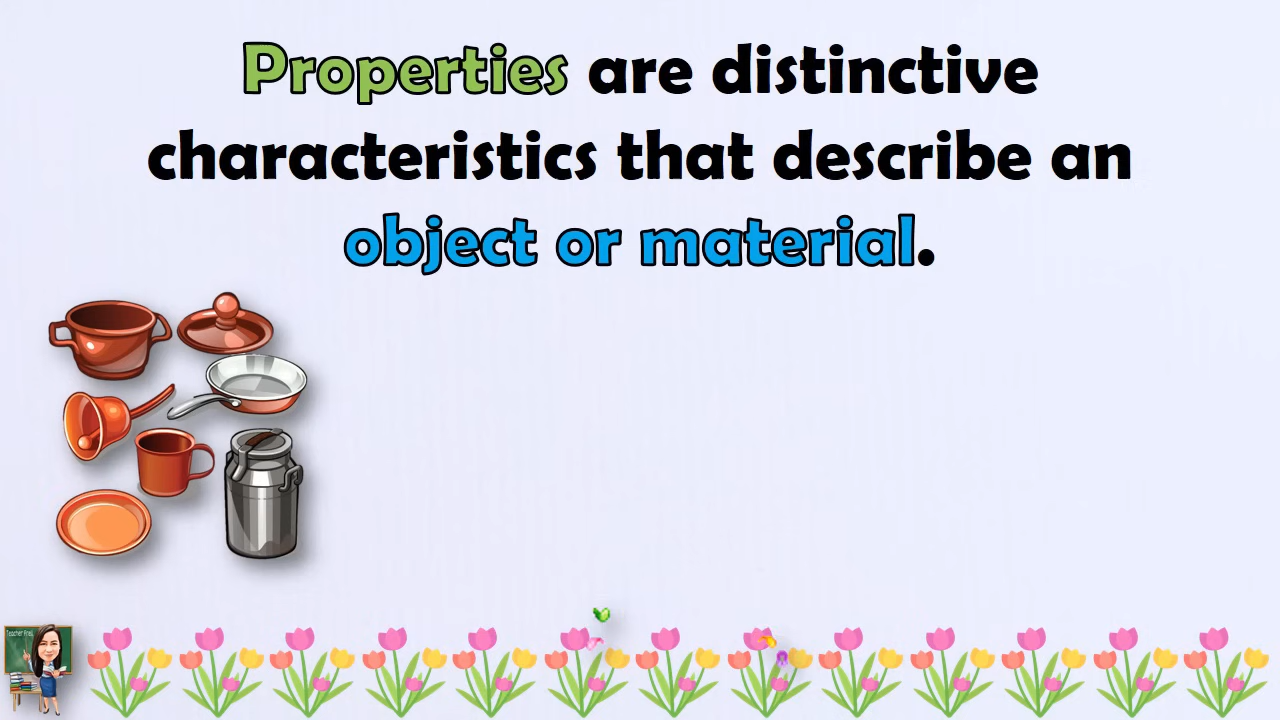 Properties are distinctive
characteristics that describe an
object or material.